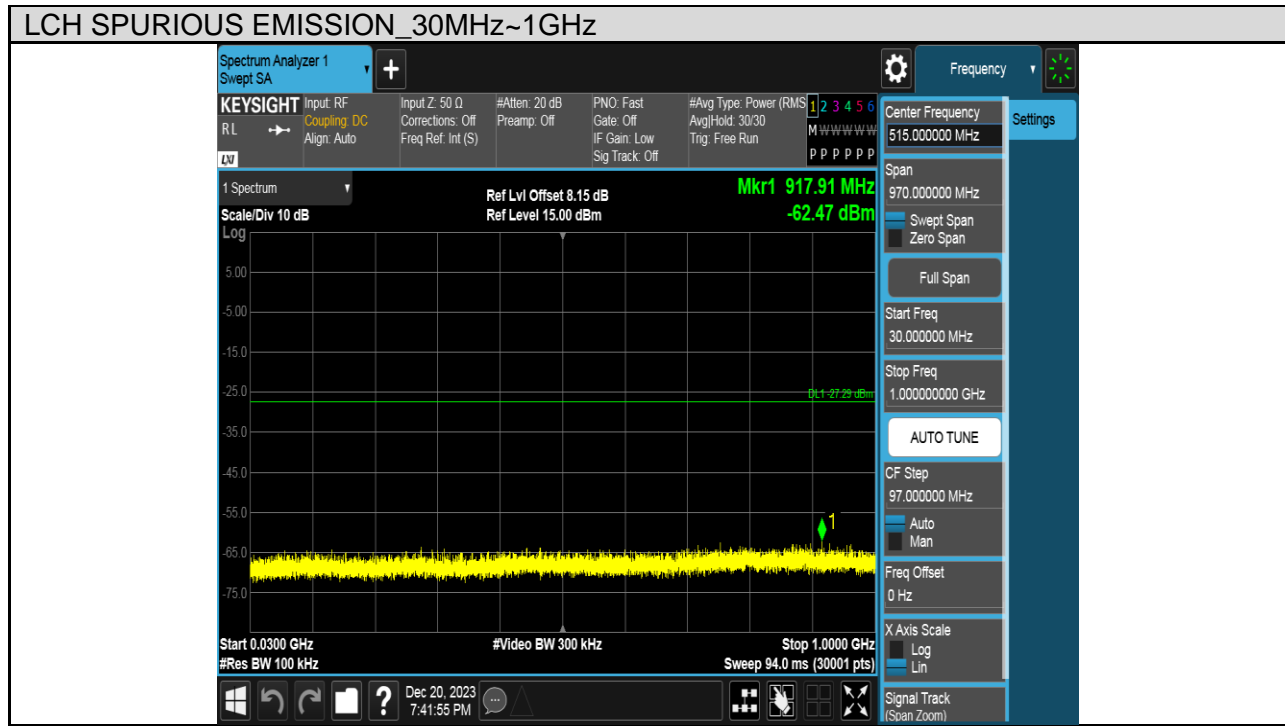 LCH SPURIOUS EMISSION_30MHz~1GHz
Spectrum Analyzer 1
Swept SA
+
Frequency
KEYSIGHT
RL
LXI
Input: RF
Coupling: DC
Align: Auto
Input Z: 50 Ω
Corrections: Off
Freq Ref: Int (S)
#Atten: 20 dB
Preamp: Off
PNO: Fast
Gate: Off
IF Gain: Low
Sig Track: Off
#Avg Type: Power (RMS
Avg|Hold: 30/30
Trig: Free Run
1 2 3 4 5 6
M W W W W W
P P P P P P
Center Frequency
515.000000 MHz
Settings
1 Spectrum
Scale/Div 10 dB
Ref Lvl Offset 8.15 dB
Ref Level 15.00 dBm
Mkr1 917.91 MHz
-62.47 dBm
Span
970.000000 MHz
Swept Span
Zero Span
Full Span
Start Freq
30.000000 MHz
Stop Freq
1.000000000 GHz
AUTO TUNE
CF Step
97.000000 MHz
Auto
Man
Freq Offset
0 Hz
X Axis Scale
Log
Lin
Signal Track
(Span Zoom)
Log
5.00
-5.00
-15.0
-25.0
DL1 -27.29 dBm
-35.0
-45.0
-55.0
1
-65.0
-75.0
Start 0.0300 GHz
#Video BW 300 kHz
Stop 1.0000 GHz
#Res BW 100 kHz
Sweep 94.0 ms (30001 pts)
?
Dec 20, 2023
7:41:55 PM